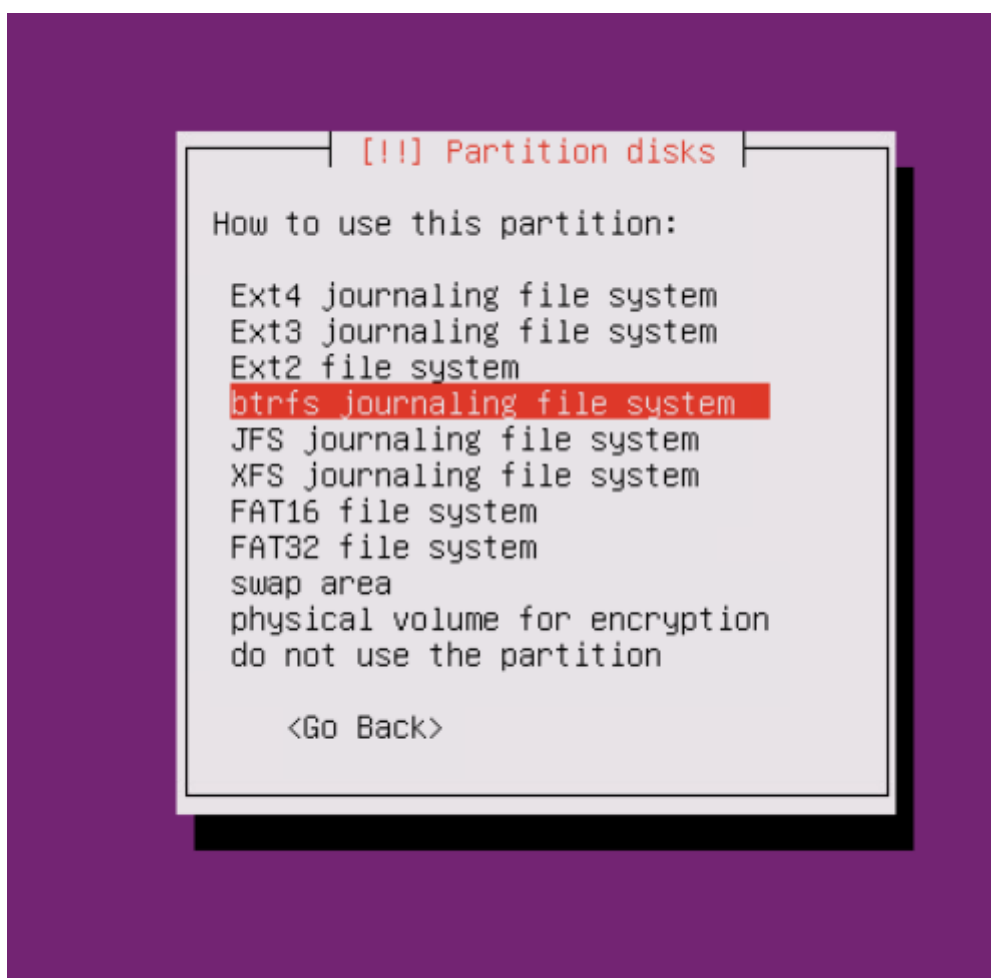 [!!] Partition disks
How to use this partition:
Ext4 journaling file system
Ext3 journaling file system
Ext2 file system
btrfs journaling file system
JFS journaling file system
XFS journaling file system
FAT16 file system
FAT32 file system
swap area
physical volume for encryption
do not use the partition
<Go Back>